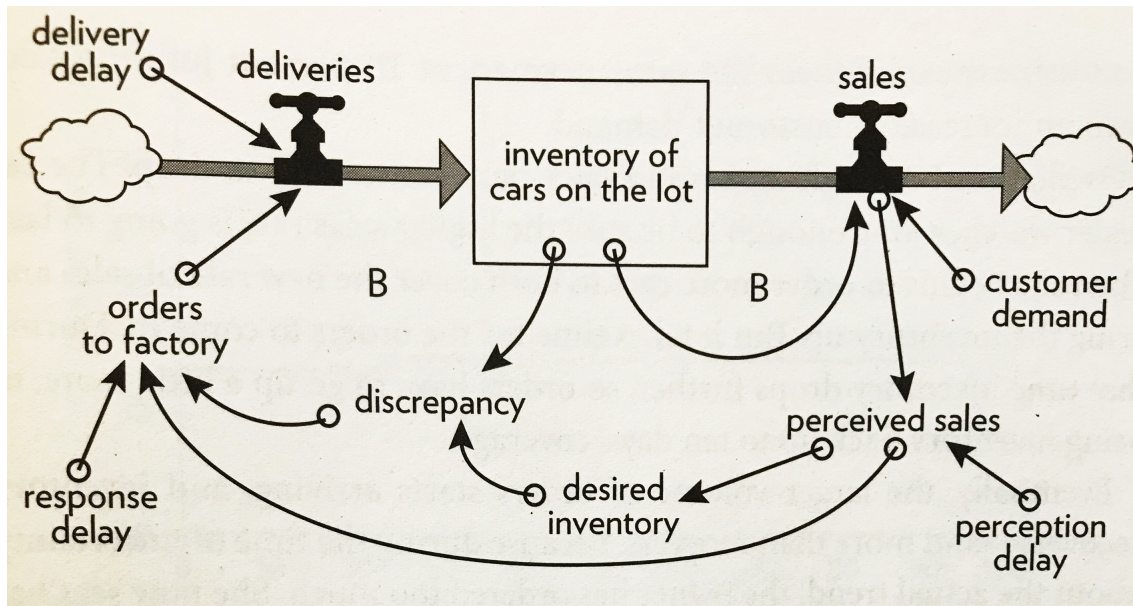 delivery
delay
deliveries
sales
inventory of
cars on the lot
B
B
customer
demand
orders
to factory
discrepancy
perceived sales
response
delay
desired
inventory
perception
delay